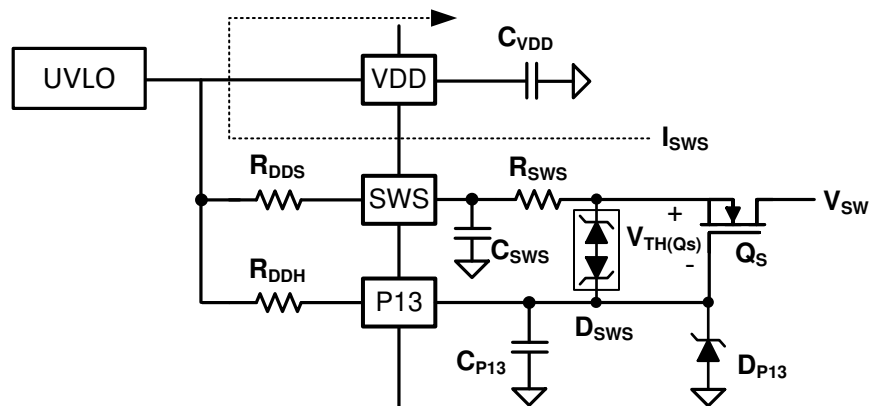 C_VDD
UVLO
VDD
I_SWS
R_DDS
R_SWS
SWS
V_SW
+
V_TH(Qs)
-
Q_S
C_SWS
R_DDH
P13
D_SWS
C_P13
D_P13